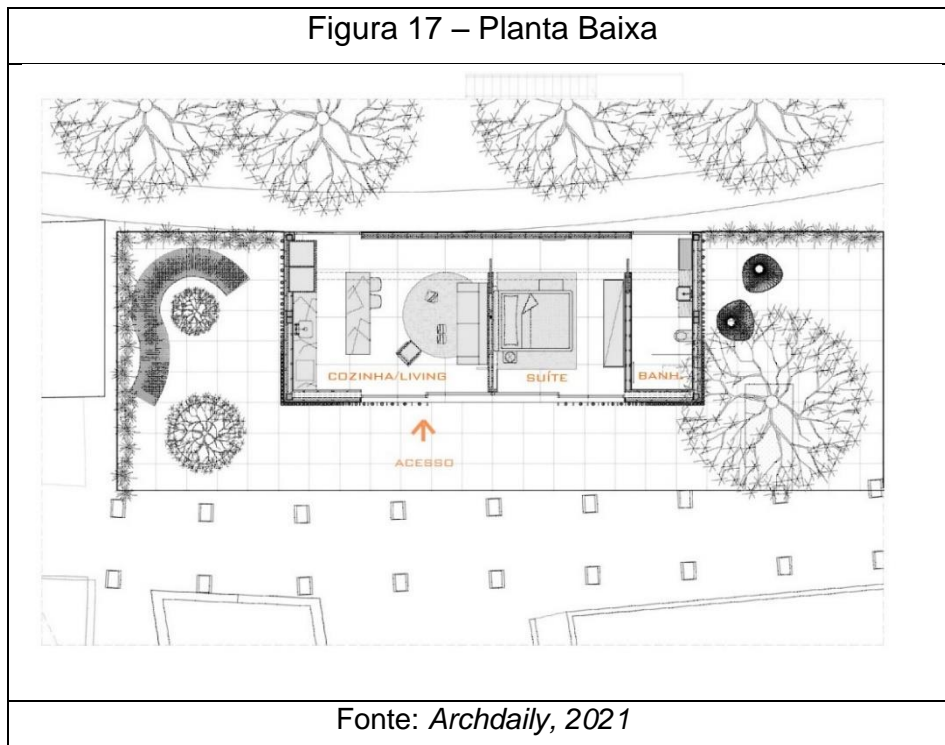 Figura 17 – Planta Baixa
COZINHA/LIVING
SUÍTE
BANH.
ACESSO
Fonte: Archdaily, 2021